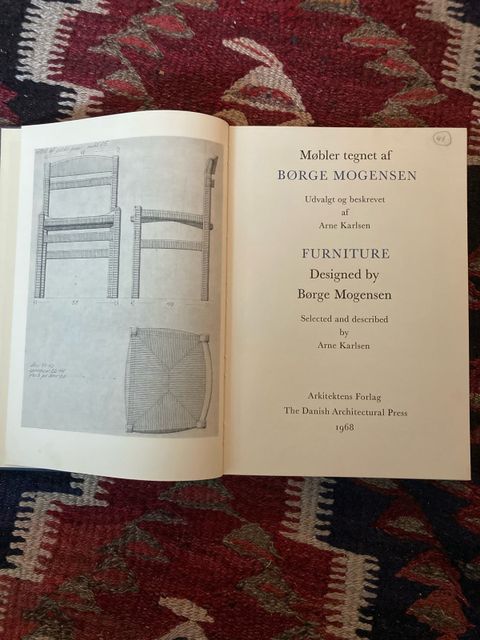 Møbler tegnet af
BØRGE MOGENSEN
Udvalgt og beskrevet
af
Arne Karlsen
FURNITURE
Designed by
Børge Mogensen
Selected and described
by
Arne Karlsen
Arkitektens Forlag
The Danish Architectural Press
1968